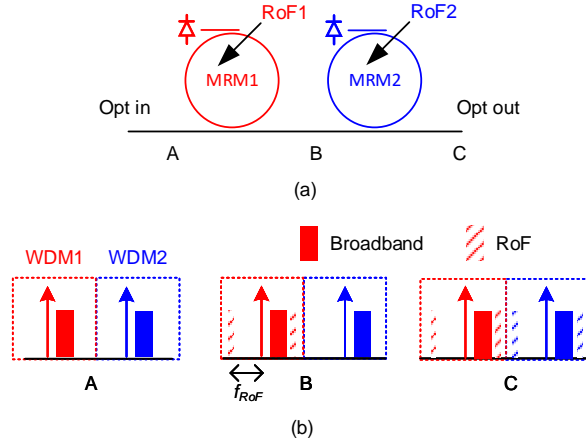 RoF1
RoF2
MRM1
MRM2
Opt in
Opt out
A
B
C
(a)
Broadband
RoF
WDM1
WDM2
f_RoF
A
B
C
(b)